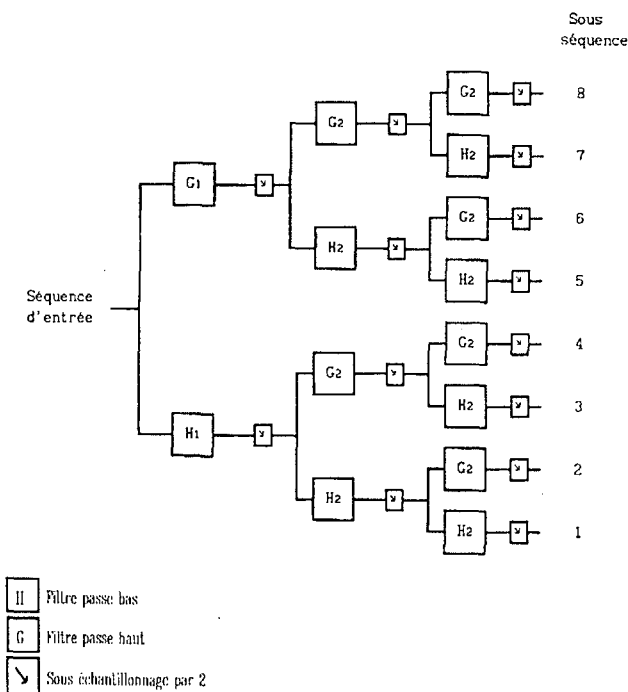 Sous
séquence
G2
8
G2
H2
7
G1
G2
6
H2
H2
5
Séquence
d'entrée
G2
4
G2
H2
3
H1
G2
2
H2
H2
1
H Filtre passe bas
G Filtre passe haut
Sous échantillonnage par 2